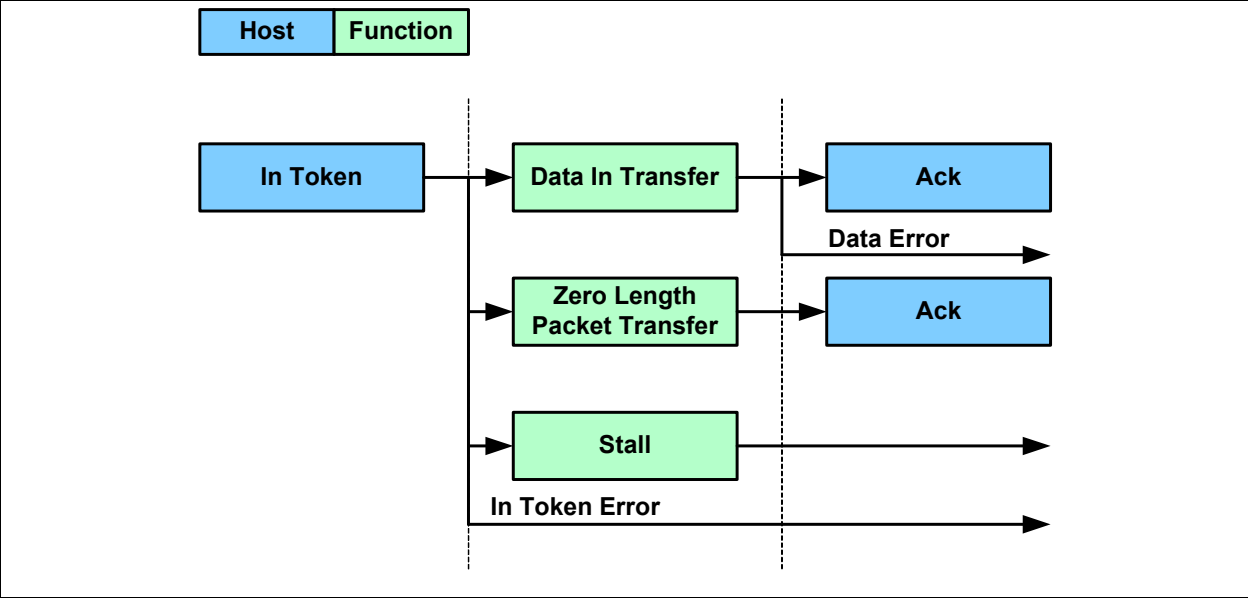 Host
Function
In Token
Data In Transfer
Ack
Data Error
Zero Length
Packet Transfer
Ack
Stall
In Token Error